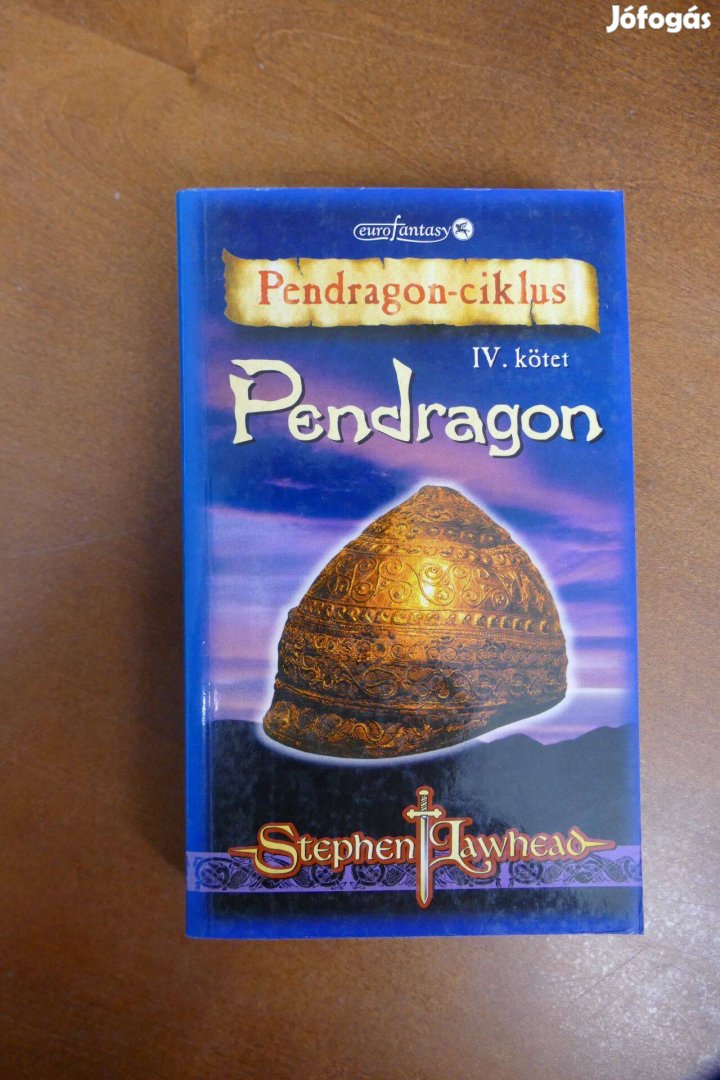 Jófogás
eurofantasy
Pendragon-ciklus
IV. kötet
Pendragon
Stephen Lawhead